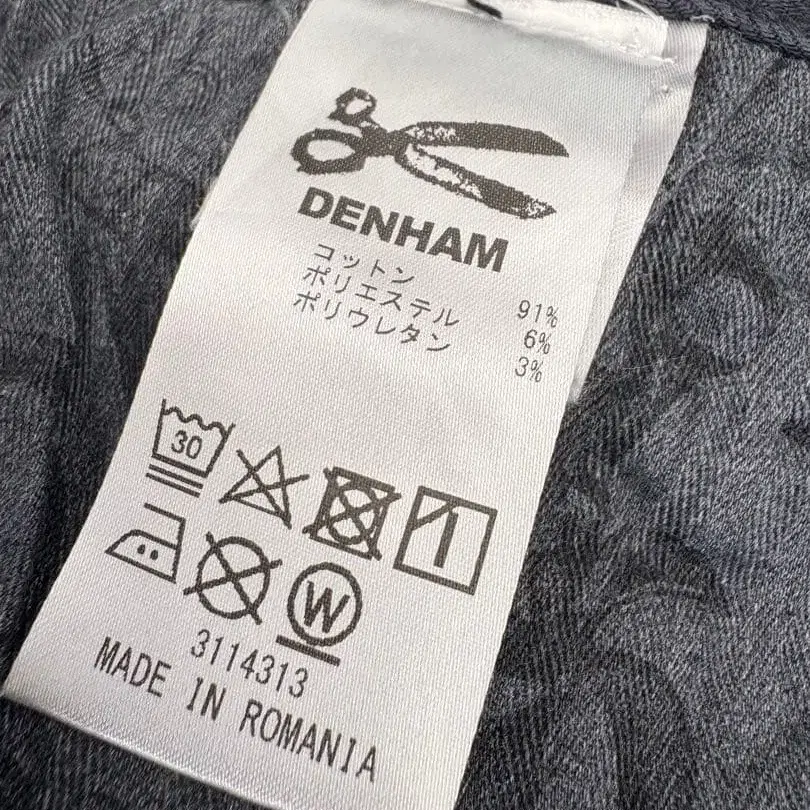 DENHAM
コットン 91%
ポリエステル 6%
ポリウレタン 3%
30
W
3114313
MADE IN ROMANIA